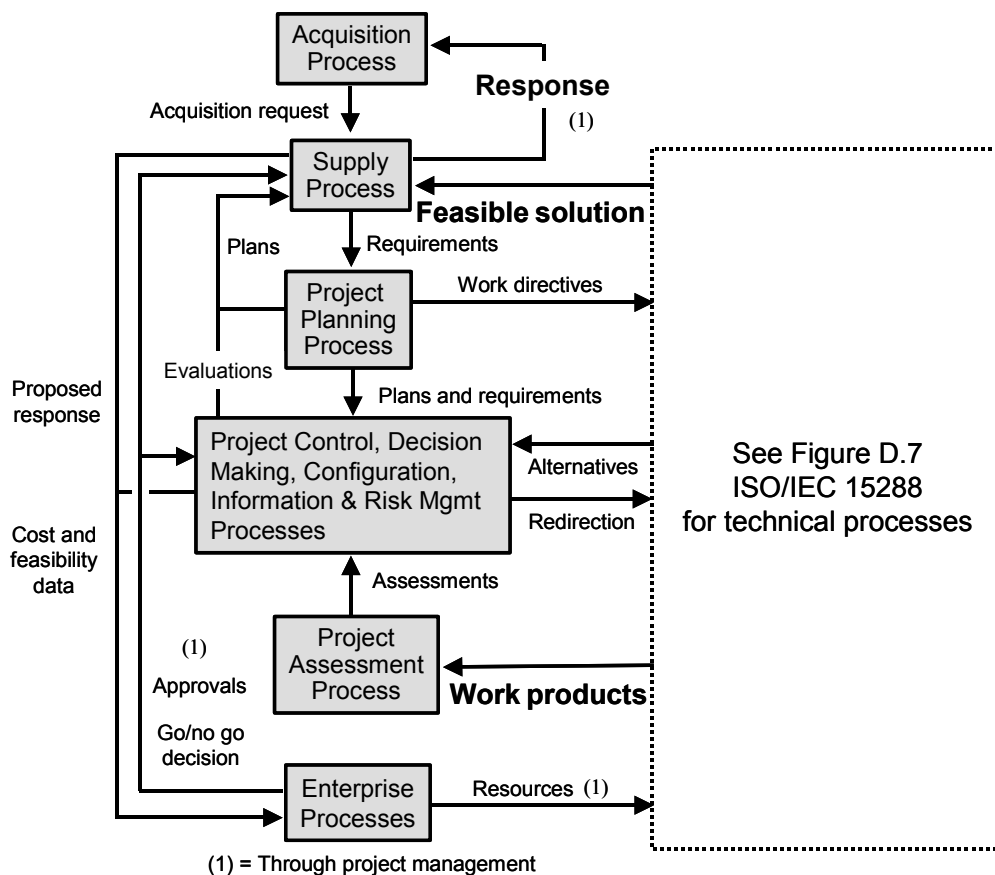 Acquisition
Process
Response
(1)
Acquisition request
Supply
Process
Feasible solution
Plans
Requirements
Project
Planning
Process
Work directives
Evaluations
Proposed
response
Plans and requirements
Project Control, Decision
Making, Configuration,
Information & Risk Mgmt
Processes
Alternatives
Redirection
See Figure D.7
ISO/IEC 15288
for technical processes
Cost and
feasibility
data
Assessments
Project
Assessment
Process
(1)
Approvals
Work products
Go/no go
decision
Enterprise
Processes
Resources (1)
(1) = Through project management